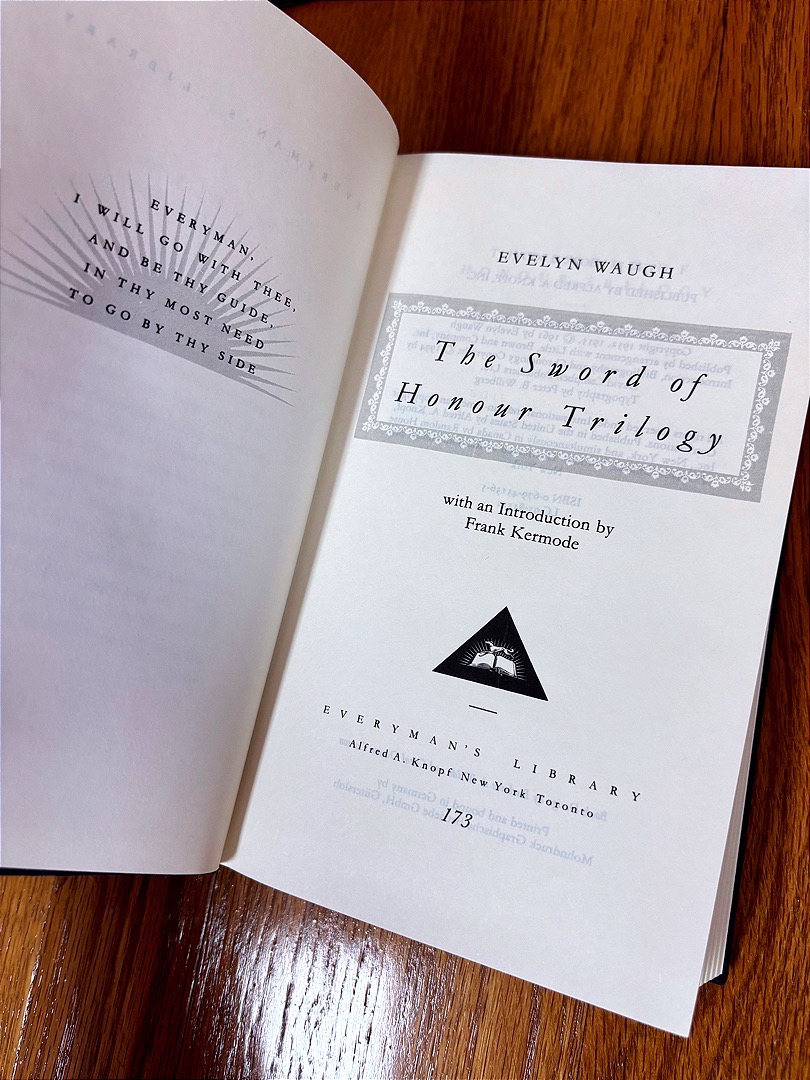 EVERYMAN'S LIBRARY
EVERYMAN,
I WILL GO WITH THEE,
AND BE THY GUIDE,
IN THY MOST NEED
TO GO BY THY SIDE
EVELYN WAUGH
The Sword of
Honour Trilogy
with an Introduction by
Frank Kermode
EVERYMAN'S LIBRARY
Alfred A. Knopf New York Toronto
173